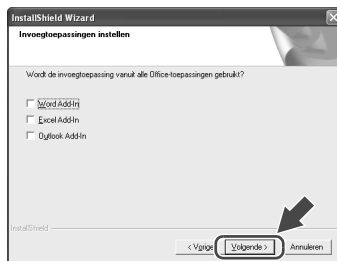 InstallShield Wizard
Invoegtoepassingen instellen
Wordt de invoegtoepassing vanuit alle Office-toepassingen gebruikt?
Word Add-In
Excel Add-In
Outlook Add-In
InstallShield
< Vorige
Volgende >
Annuleren